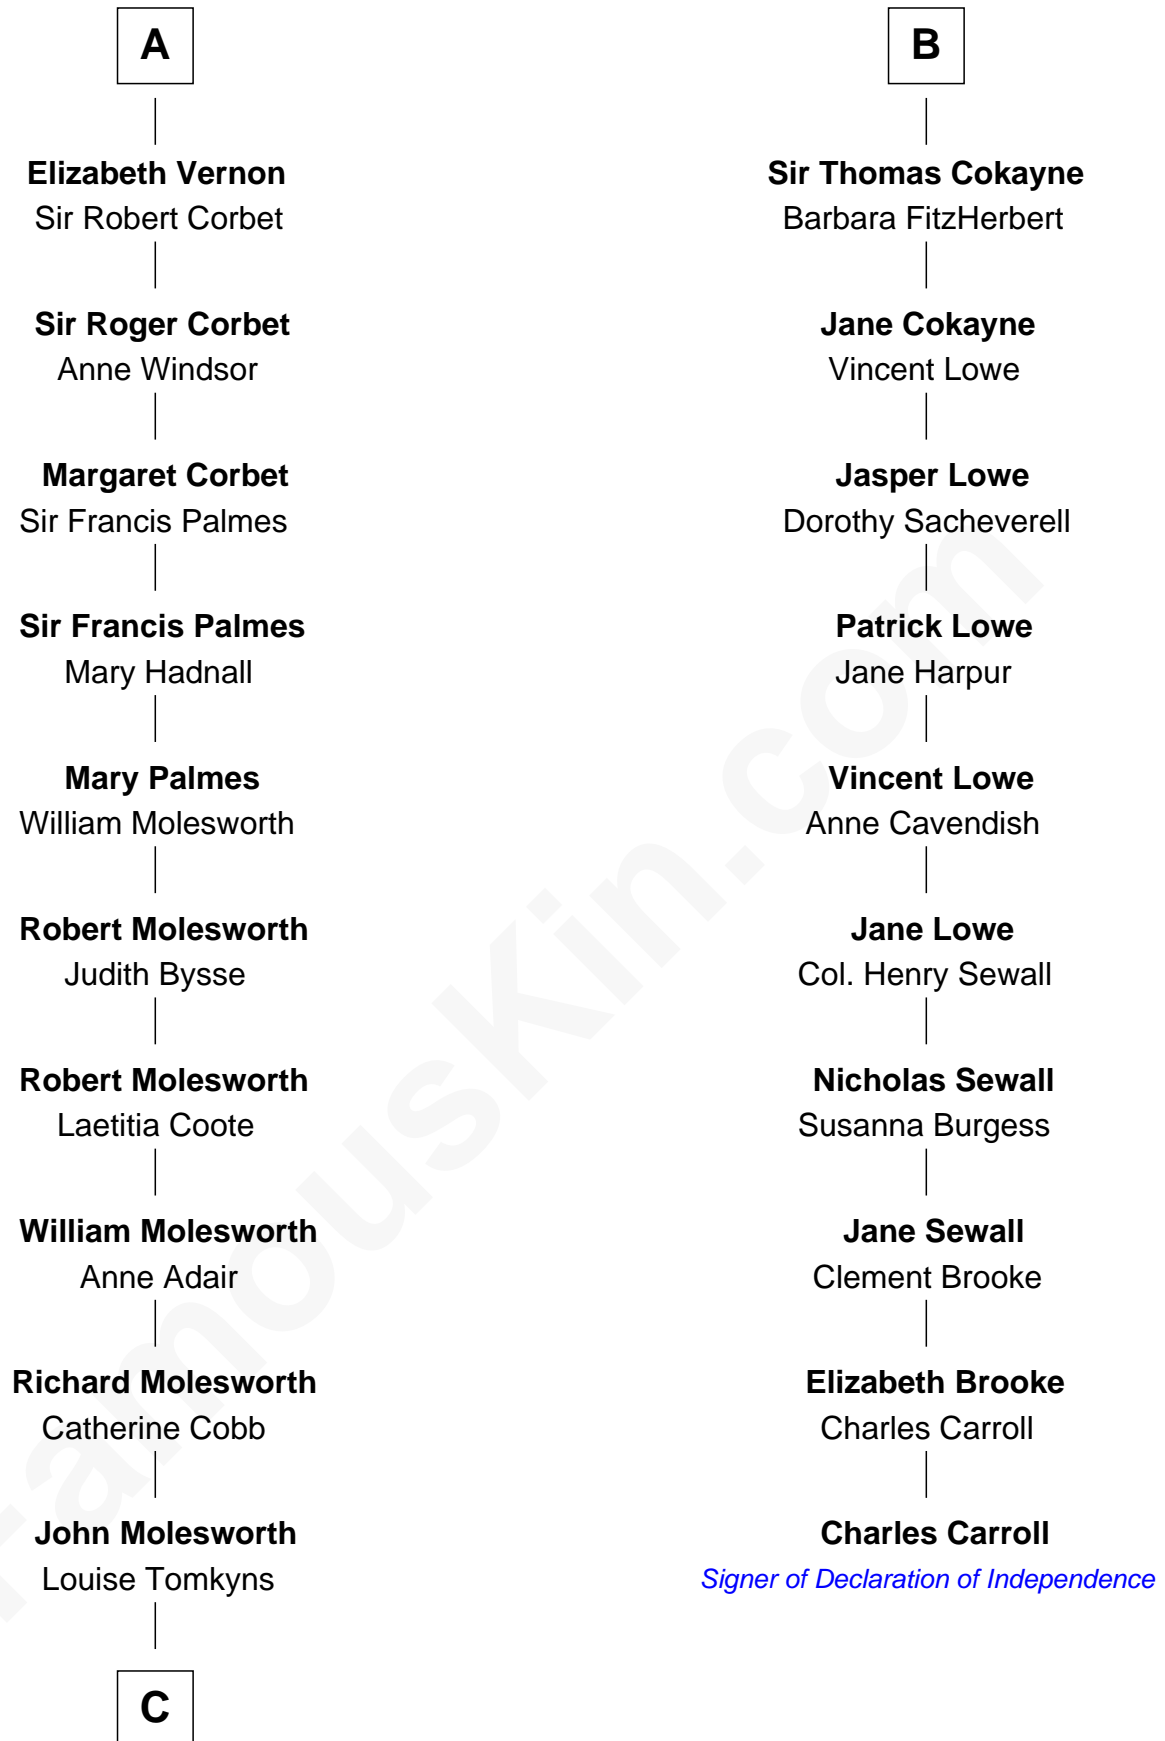 A
Elizabeth Vernon
Sir Robert Corbet
Sir Roger Corbet
Anne Windsor
Margaret Corbet
Sir Francis Palmes
Sir Francis Palmes
Mary Hadnall
Mary Palmes
William Molesworth
Robert Molesworth
Judith Bysse
Robert Molesworth
Laetitia Coote
William Molesworth
Anne Adair
Richard Molesworth
Catherine Cobb
John Molesworth
Louise Tomkyns
C
B
Sir Thomas Cokayne
Barbara FitzHerbert
Jane Cokayne
Vincent Lowe
Jasper Lowe
Dorothy Sacheverell
Patrick Lowe
Jane Harpur
Vincent Lowe
Anne Cavendish
Jane Lowe
Col. Henry Sewall
Nicholas Sewall
Susanna Burgess
Jane Sewall
Clement Brooke
Elizabeth Brooke
Charles Carroll
Charles Carroll
Signer of Declaration of Independence
FamousKin.com